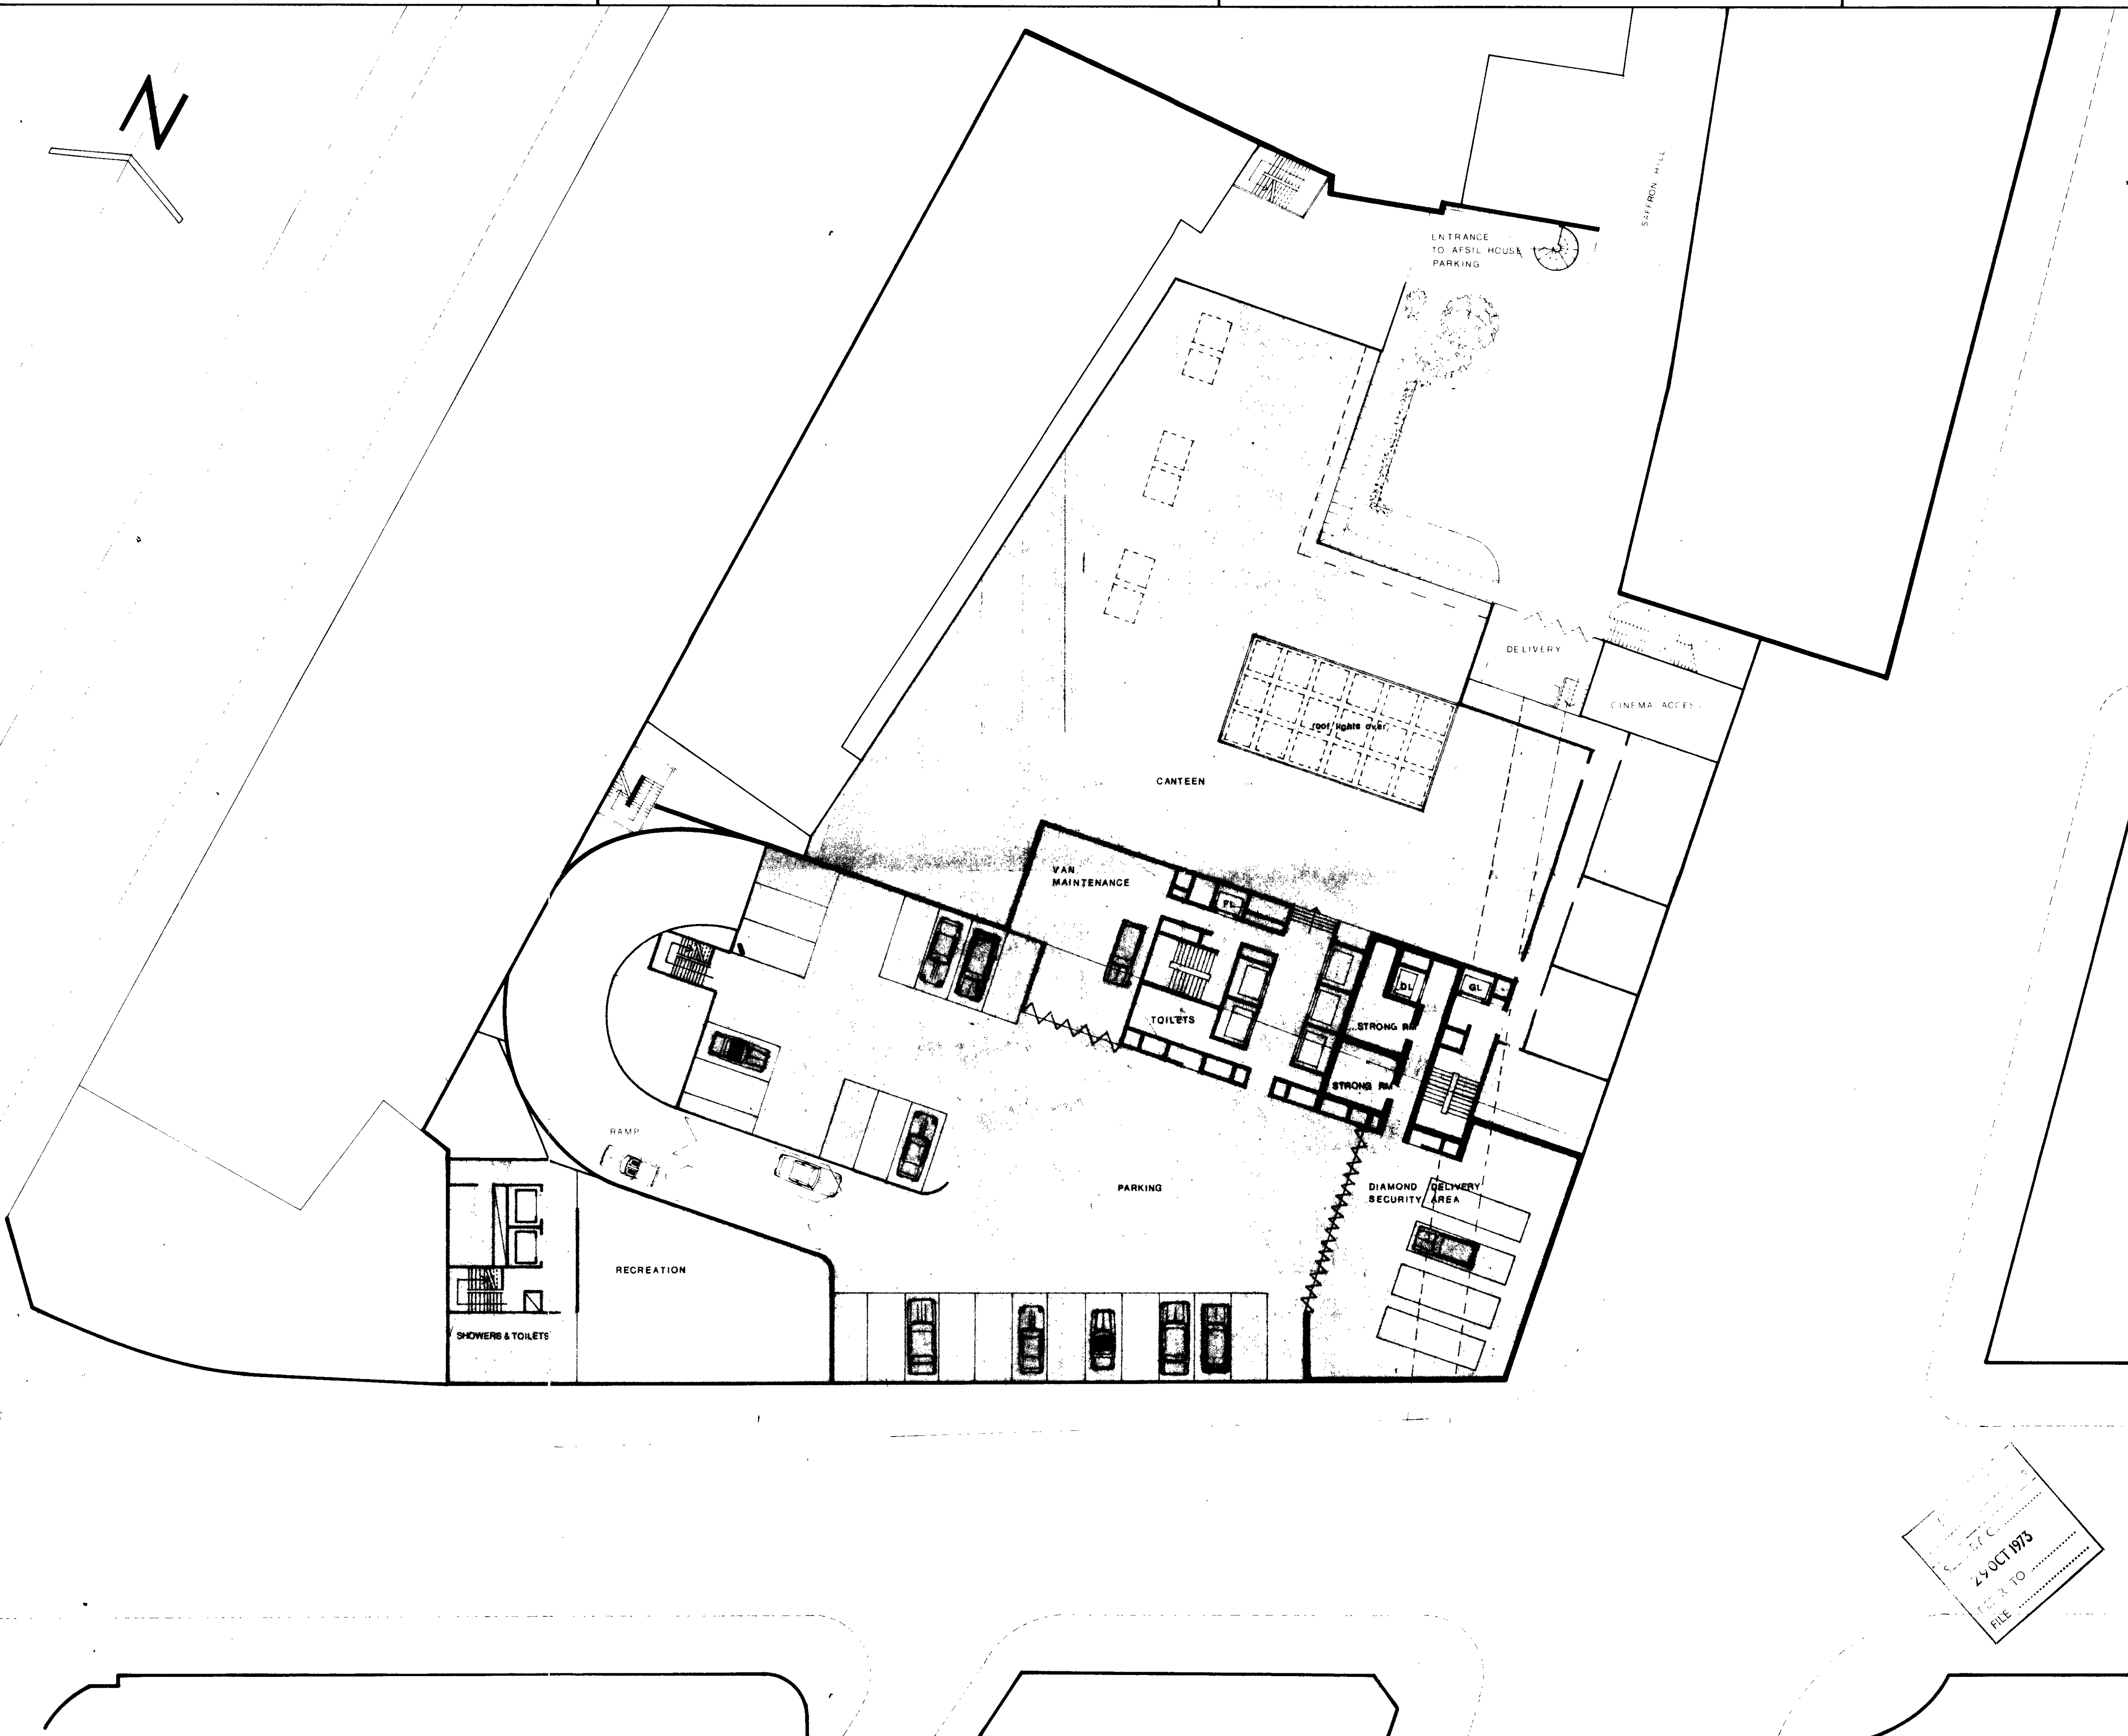 N
SAFFRON HILL
ENTRANCE
TO AFSIL HOUSE
PARKING
DELIVERY
CINEMA ACCESS
roof lights over
CANTEEN
VAN
MAINTENANCE
FL
DL
GL
TOILETS
STRONG RM
STRONG RM
RAMP
PARKING
DIAMOND DELIVERY
SECURITY AREA
RECREATION
SHOWERS & TOILETS
29 OCT 1973
TO
FILE